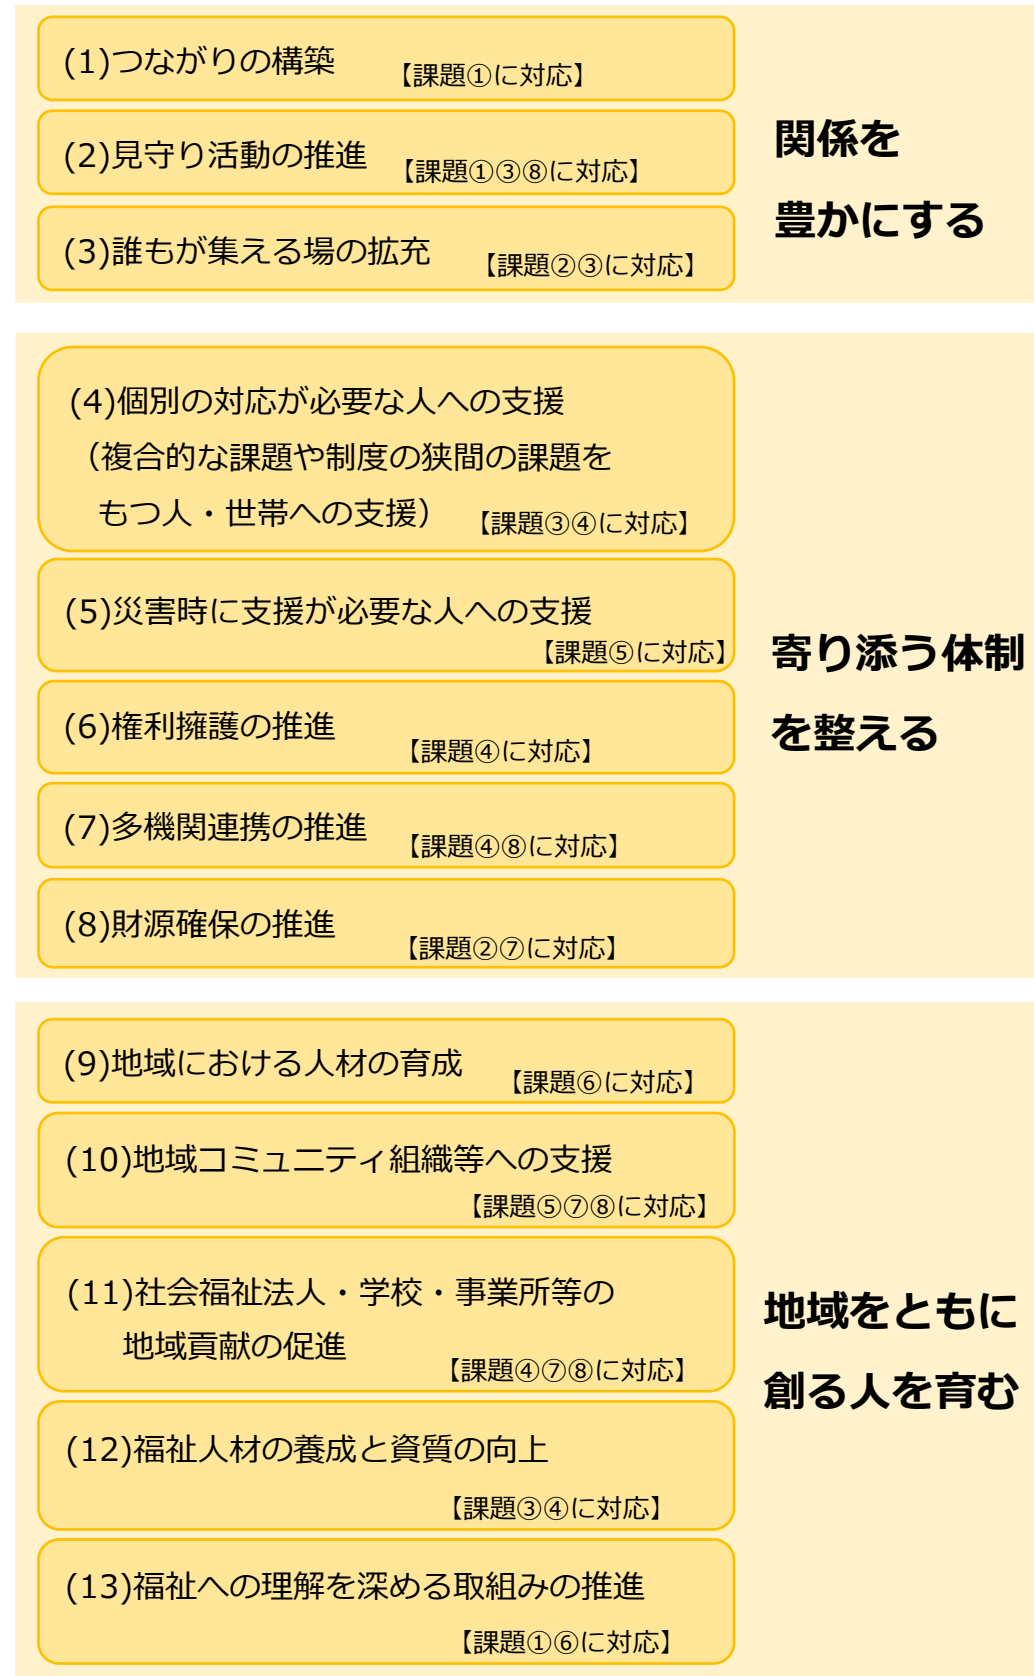 (1)つながりの構築 【課題①に対応】
(2)見守り活動の推進 【課題①③⑧に対応】
(3)誰もが集える場の拡充 【課題②③に対応】
関係を
豊かにする
(4)個別の対応が必要な人への支援
（複合的な課題や制度の狭間の課題を
もつ人・世帯への支援） 【課題③④に対応】
(5)災害時に支援が必要な人への支援
【課題⑤に対応】
(6)権利擁護の推進 【課題④に対応】
(7)多機関連携の推進 【課題④⑧に対応】
(8)財源確保の推進 【課題②⑦に対応】
寄り添う体制
を整える
(9)地域における人材の育成 【課題⑥に対応】
(10)地域コミュニティ組織等への支援
【課題⑤⑦⑧に対応】
(11)社会福祉法人・学校・事業所等の
地域貢献の促進 【課題④⑦⑧に対応】
(12)福祉人材の養成と資質の向上
【課題③④に対応】
(13)福祉への理解を深める取組みの推進
【課題①⑥に対応】
地域をともに
創る人を育む